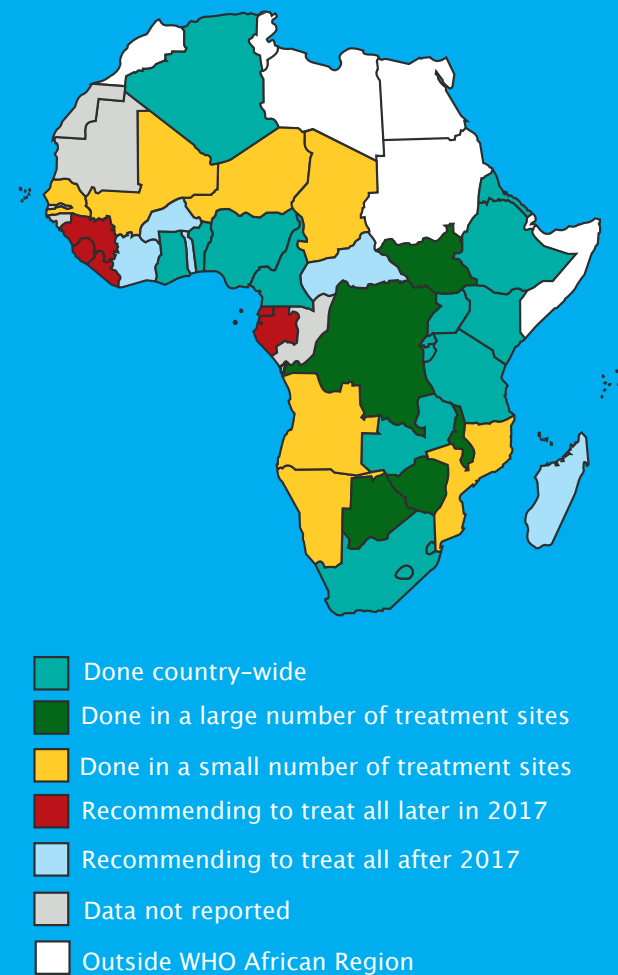 Done country-wide
Done in a large number of treatment sites
Done in a small number of treatment sites
Recommending to treat all later in 2017
Recommending to treat all after 2017
Data not reported
Outside WHO African Region